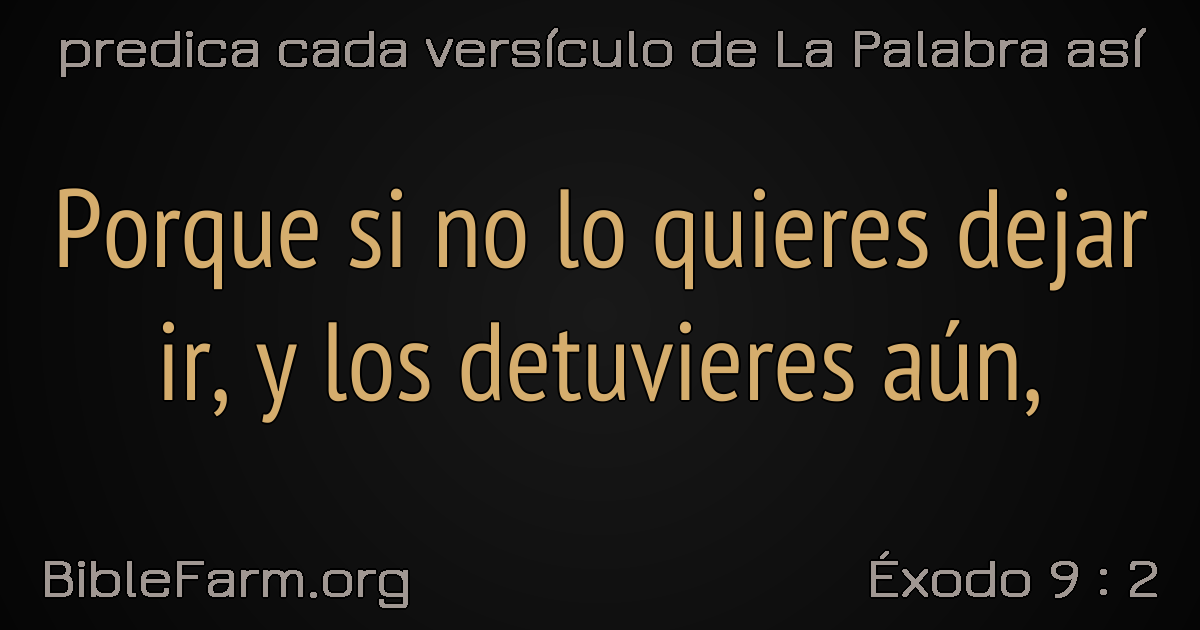 predica cada versículo de La Palabra así
Porque si no lo quieres dejar
ir, y los detuvieres aún,
BibleFarm.org
Éxodo 9 : 2